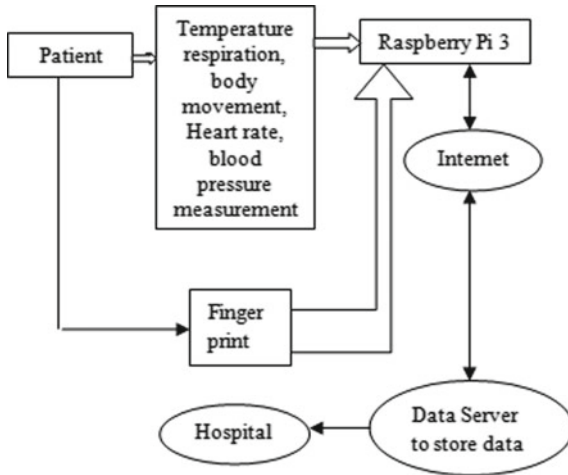 Patient
Temperature
respiration,
body
movement,
Heart rate,
blood
pressure
measurement
Raspberry Pi 3
Internet
Finger
print
Data Server
to store data
Hospital